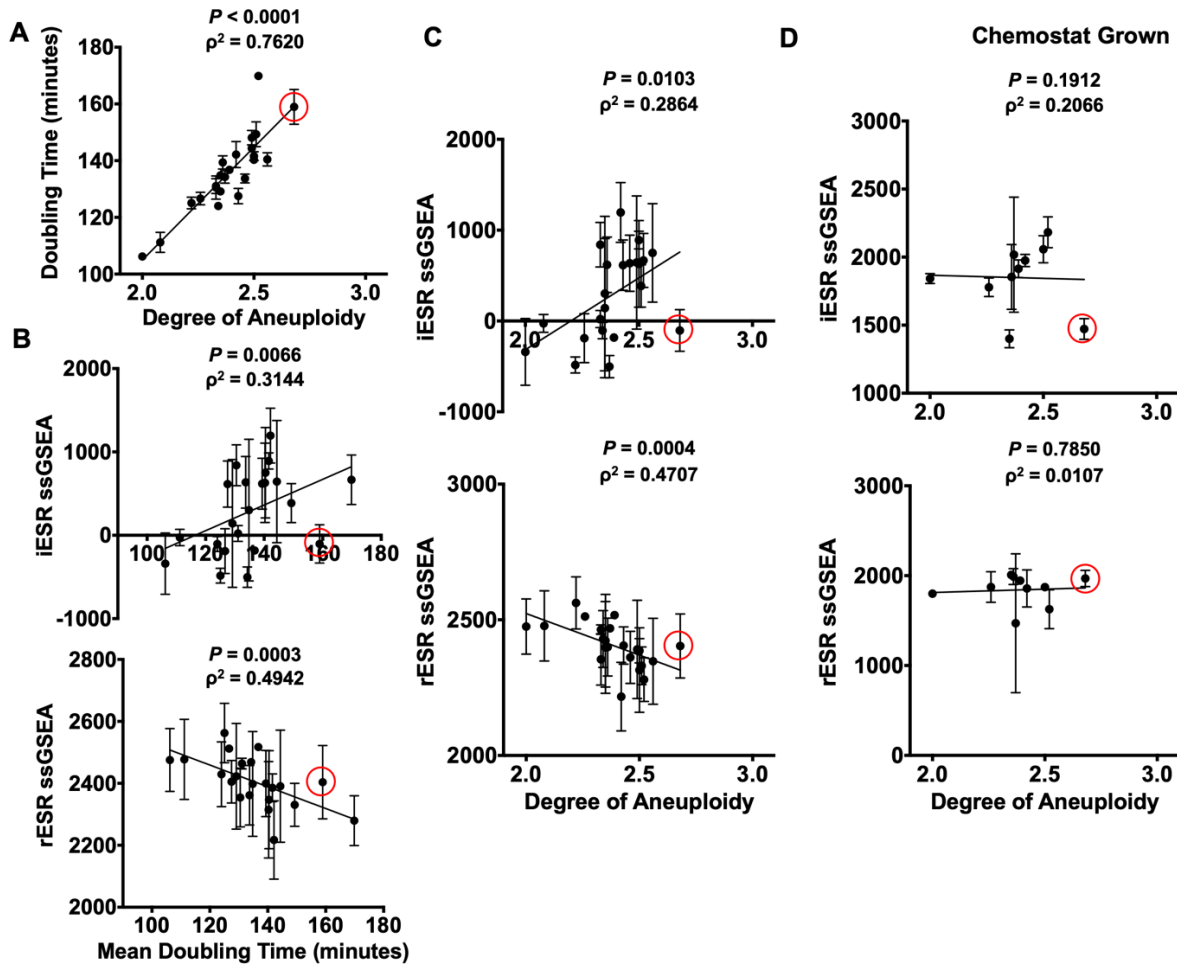 A
P < 0.0001
ρ² = 0.7620
Doubling Time (minutes)
180
160
140
120
100
2.0
2.5
3.0
Degree of Aneuploidy
B
P = 0.0066
ρ² = 0.3144
iESR ssGSEA
2000
1000
0
-1000
100
120
140
160
180
P = 0.0003
ρ² = 0.4942
rESR ssGSEA
2800
2600
2400
2200
2000
100
120
140
160
180
Mean Doubling Time (minutes)
C
P = 0.0103
ρ² = 0.2864
iESR ssGSEA
2000
1000
0
-1000
2.0
2.5
3.0
P = 0.0004
ρ² = 0.4707
rESR ssGSEA
3000
2500
2000
2.0
2.5
3.0
Degree of Aneuploidy
D
Chemostat Grown
P = 0.1912
ρ² = 0.2066
iESR ssGSEA
3000
2500
2000
1500
1000
2.0
2.5
3.0
P = 0.7850
ρ² = 0.0107
rESR ssGSEA
3000
2000
1000
0
2.0
2.5
3.0
Degree of Aneuploidy